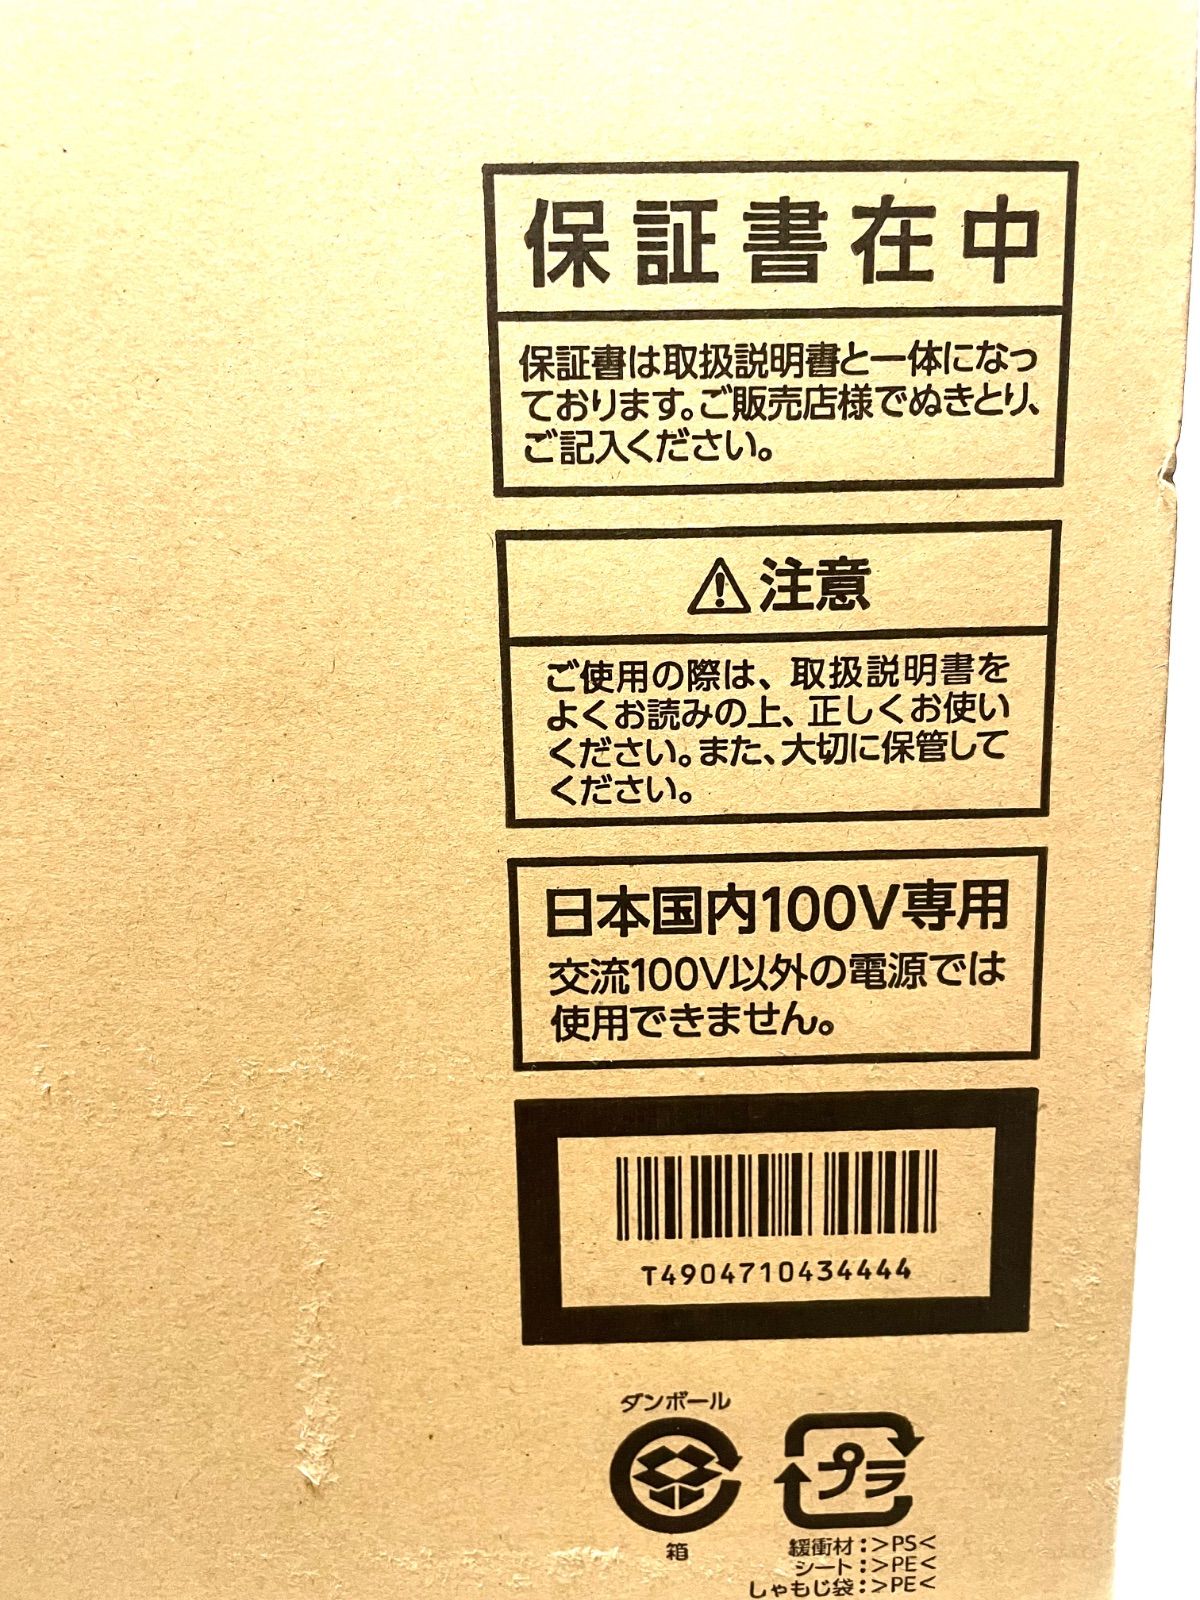 保証書在中
保証書は取扱説明書と一体になっ
ております。ご販売店様でぬきとり、
ご記入ください。
注意
ご使用の際は、取扱説明書を
よくお読みの上、正しくお使い
ください。また、大切に保管して
ください。
日本国内100V専用
交流100V以外の電源では
使用できません。
T4904710434444
ダンボール
箱
プラ
緩衝材:>PS<
シート:>PE<
しゃもじ袋:>PE<